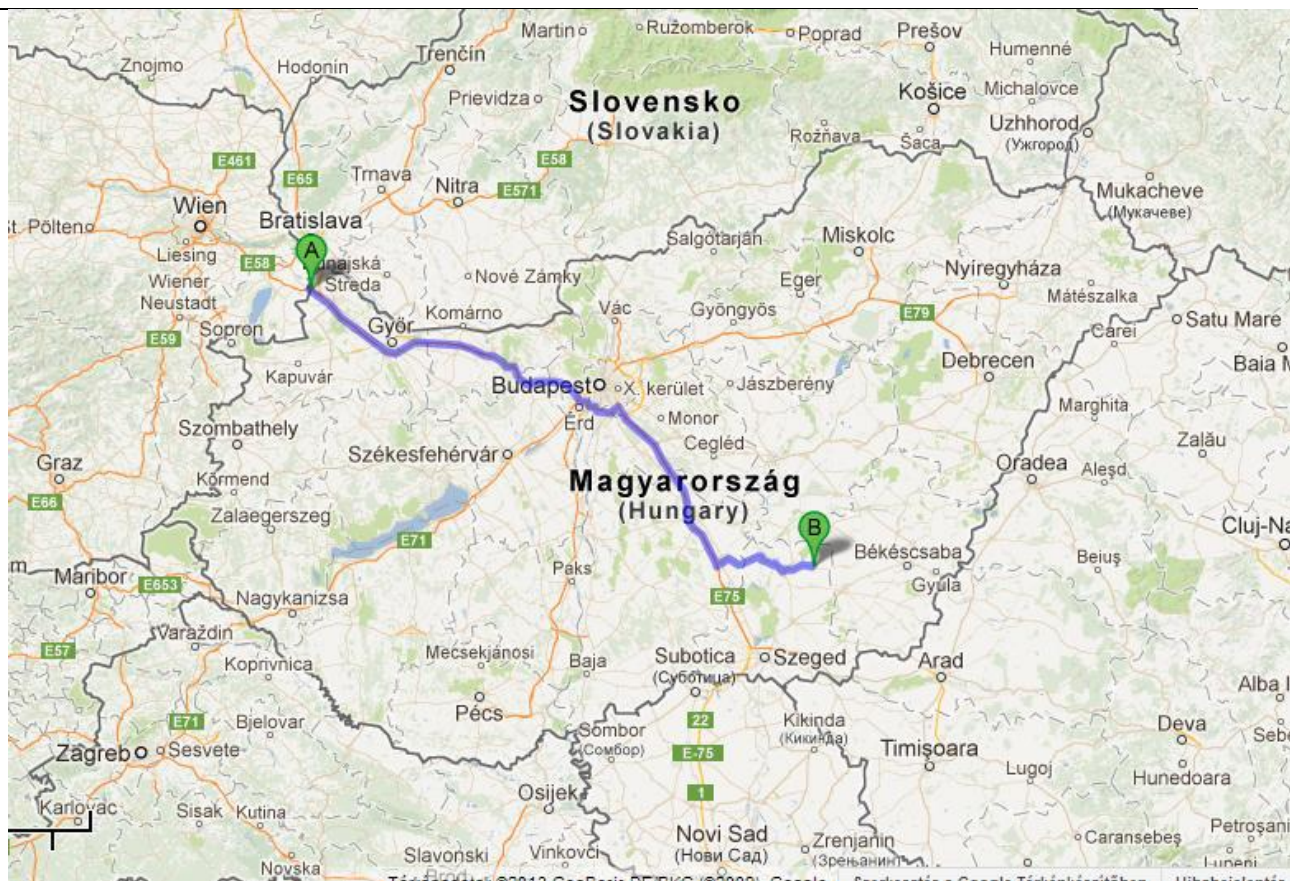 Martin
Ružomberok
Poprad
Prešov
Znojmo
Hodonín
Trenčín
Humenné
Prievidza
Slovensko
(Slovakia)
Košice
Michalovce
Rožňava
Šaca
Uzhhorod
(Ужгород)
E461
E65
E58
Trnava
Nitra
E571
Mukacheve
(Мукачеве)
Wien
St. Pölten
Bratislava
Liesing
E58
A
Streda
Nové Zámky
Salgótarján
Miskolc
Eger
Nyíregyháza
Mátészalka
Wiener
Neustadt
Sopron
Győr
Komárno
Vác
Gyöngyös
E79
Carei
Satu Mare
E59
Kapuvár
Budapest
X. kerület
Jászberény
Debrecen
Baia M
Érd
Monor
Marghita
Szombathely
Székesfehérvár
Cegléd
Zalău
Graz
Körmend
Magyarország
(Hungary)
Oradea
Aleşd
E66
Zalaegerszeg
B
Cluj-Na
E71
Békéscsaba
Beiuş
Maribor
E653
Paks
Gyula
Nagykanizsa
E75
Varaždin
E57
Koprivnica
Mecsekjánosi
Baja
Subotica
(Суботица)
Szeged
Arad
Alba I
Pécs
E71
Bjelovar
Sombor
(Сомбор)
22
Kikinda
(Кикинда)
Deva
Sebe
Zagreb
Sesvete
E-75
Timişoara
Lugoj
Hunedoara
Karlovac
Sisak
Kutina
Osijek
1
Novi Sad
(Нови Сад)
Zrenjanin
(Зрењанин)
Caransebeş
Petroşani
Lupeni
Novska
Slavonski
Brod
Vinkovci
Google